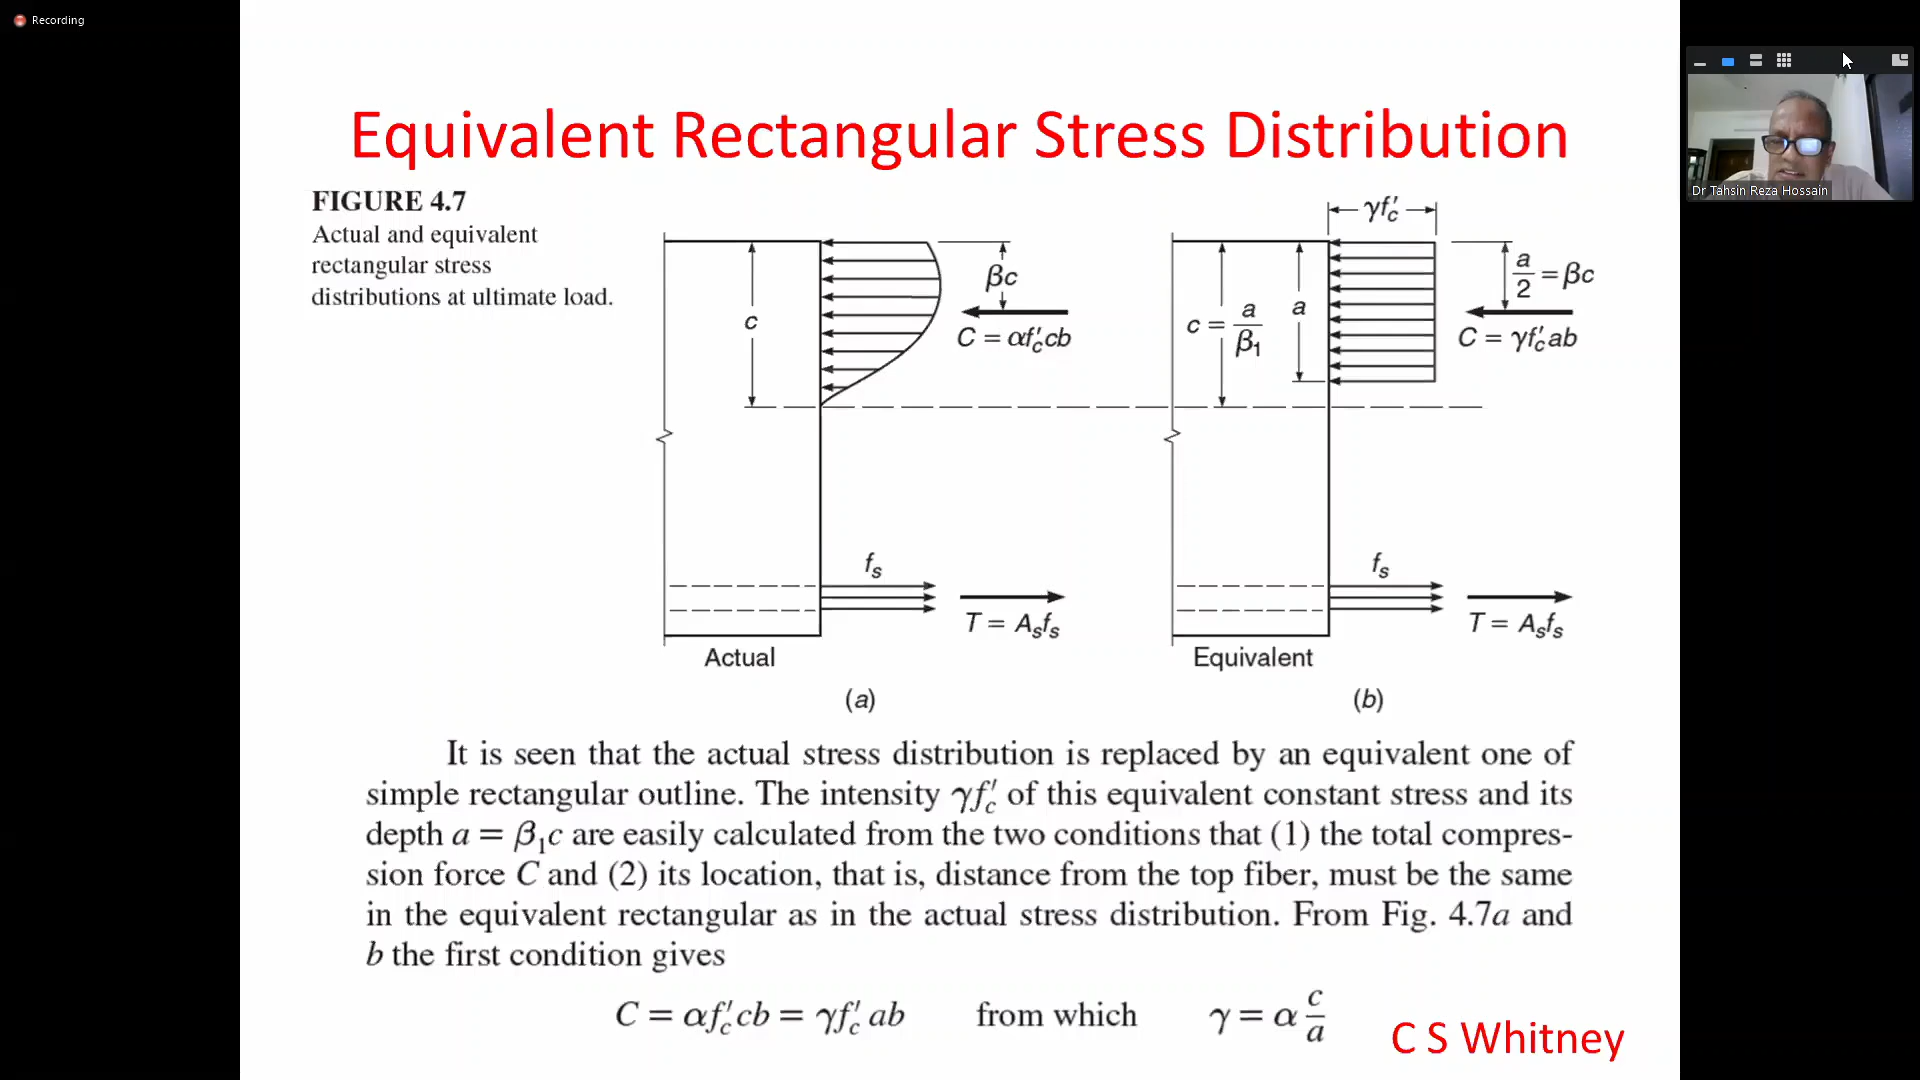 Recording
Equivalent Rectangular Stress Distribution
FIGURE 4.7
Actual and equivalent
rectangular stress
distributions at ultimate load.
c
βc
C = αf′c cb
fs
T = Asfs
Actual
(a)
γf′c
c = a/β1
a
a/2 = βc
C = γf′c ab
fs
T = Asfs
Equivalent
(b)
It is seen that the actual stress distribution is replaced by an equivalent one of
simple rectangular outline. The intensity γf′c of this equivalent constant stress and its
depth a = β1c are easily calculated from the two conditions that (1) the total compres-
sion force C and (2) its location, that is, distance from the top fiber, must be the same
in the equivalent rectangular as in the actual stress distribution. From Fig. 4.7a and
b the first condition gives
C = αf′c cb = γf′c ab from which γ = α c/a
C S Whitney
Dr Tahsin Reza Hossain